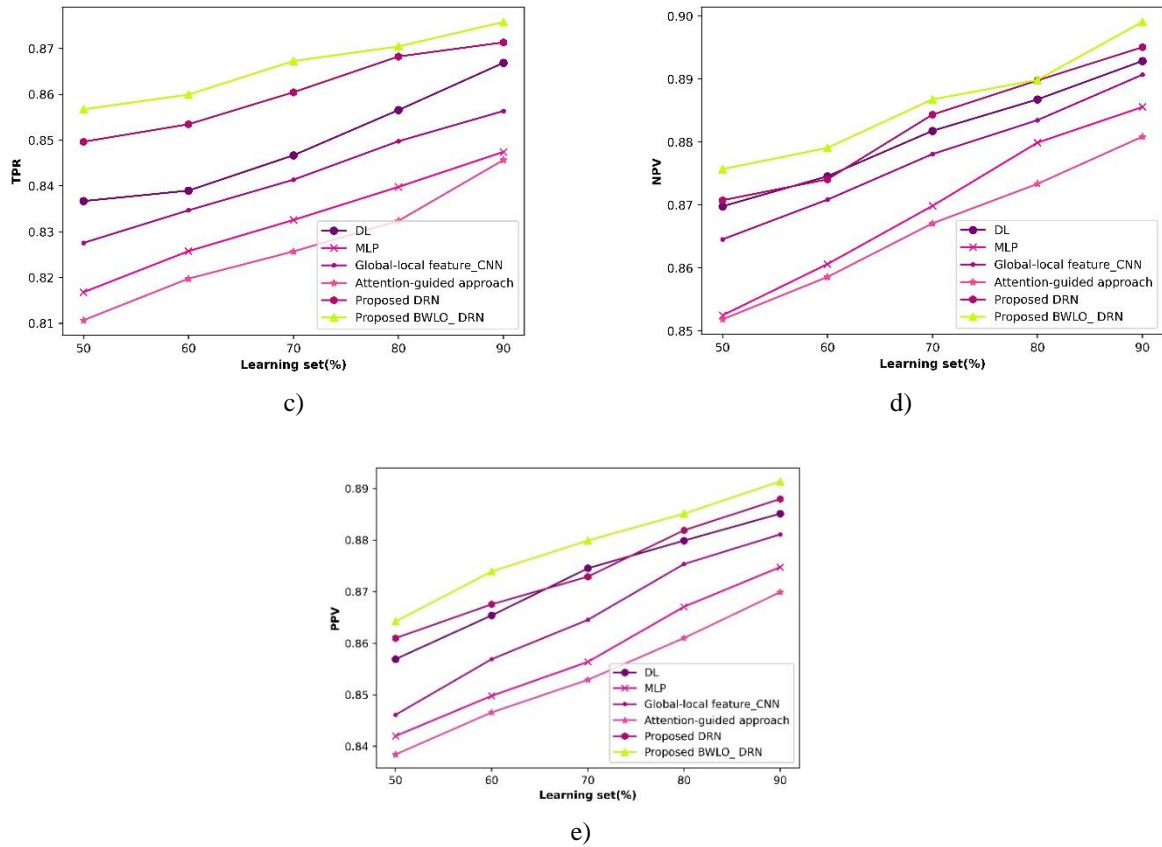 0.87
0.86
0.85
0.84
0.83
0.82
0.81
TPR
50
60
70
80
90
Learning set(%)
DL
MLP
Global-local feature_CNN
Attention-guided approach
Proposed DRN
Proposed BWLO_ DRN
c)
0.90
0.89
0.88
0.87
0.86
0.85
NPV
50
60
70
80
90
Learning set(%)
DL
MLP
Global-local feature_CNN
Attention-guided approach
Proposed DRN
Proposed BWLO_ DRN
d)
0.89
0.88
0.87
0.86
0.85
0.84
PPV
50
60
70
80
90
Learning set(%)
DL
MLP
Global-local feature_CNN
Attention-guided approach
Proposed DRN
Proposed BWLO_ DRN
e)